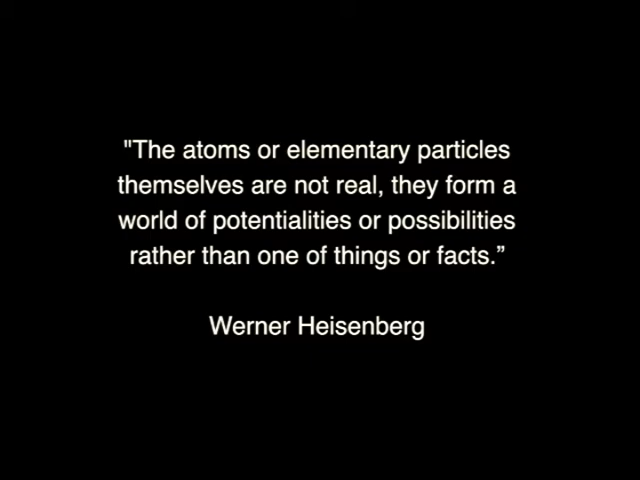 "The atoms or elementary particles
themselves are not real, they form a
world of potentialities or possibilities
rather than one of things or facts.”
Werner Heisenberg